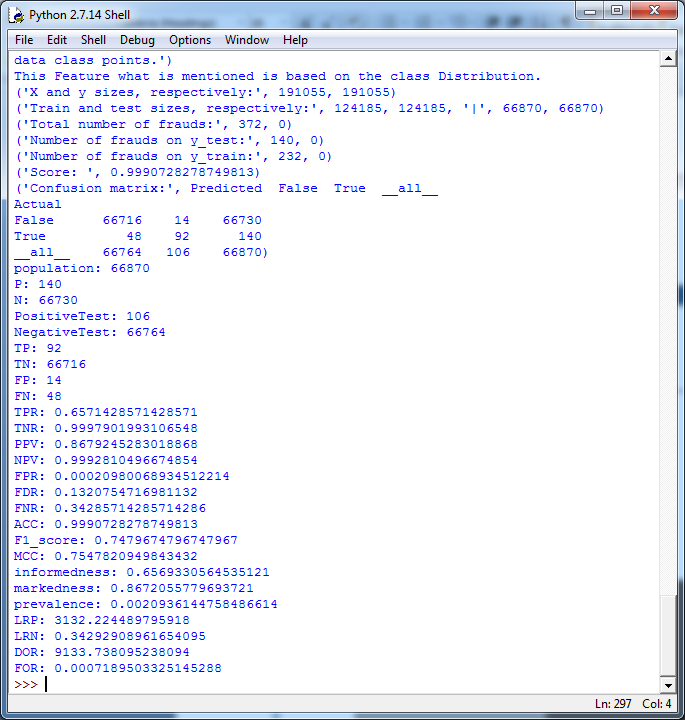 Python 2.7.14 Shell
File Edit Shell Debug Options Window Help
data class points.')
This Feature what is mentioned is based on the class Distribution.
('X and y sizes, respectively:', 191055, 191055)
('Train and test sizes, respectively:', 124185, 124185, '|', 66870, 66870)
('Total number of frauds:', 372, 0)
('Number of frauds on y_test:', 140, 0)
('Number of frauds on y_train:', 232, 0)
('Score: ', 0.9990728278749813)
('Confusion matrix:', Predicted  False  True  __all__
Actual
False      66716    14    66730
True          48    92      140
__all__    66764   106    66870)
population: 66870
P: 140
N: 66730
PositiveTest: 106
NegativeTest: 66764
TP: 92
TN: 66716
FP: 14
FN: 48
TPR: 0.6571428571428571
TNR: 0.9997901993106548
PPV: 0.8679245283018868
NPV: 0.9992810496674854
FPR: 0.00020980068934512214
FDR: 0.1320754716981132
FNR: 0.34285714285714286
ACC: 0.9990728278749813
F1_score: 0.7479674796747967
MCC: 0.7547820949843432
informedness: 0.6569330564535121
markedness: 0.8672055779693721
prevalence: 0.0020936144758486614
LRP: 3132.224489795918
LRN: 0.34292908961654095
DOR: 9133.738095238094
FOR: 0.0007189503325145288
>>>
Ln: 297 Col: 4